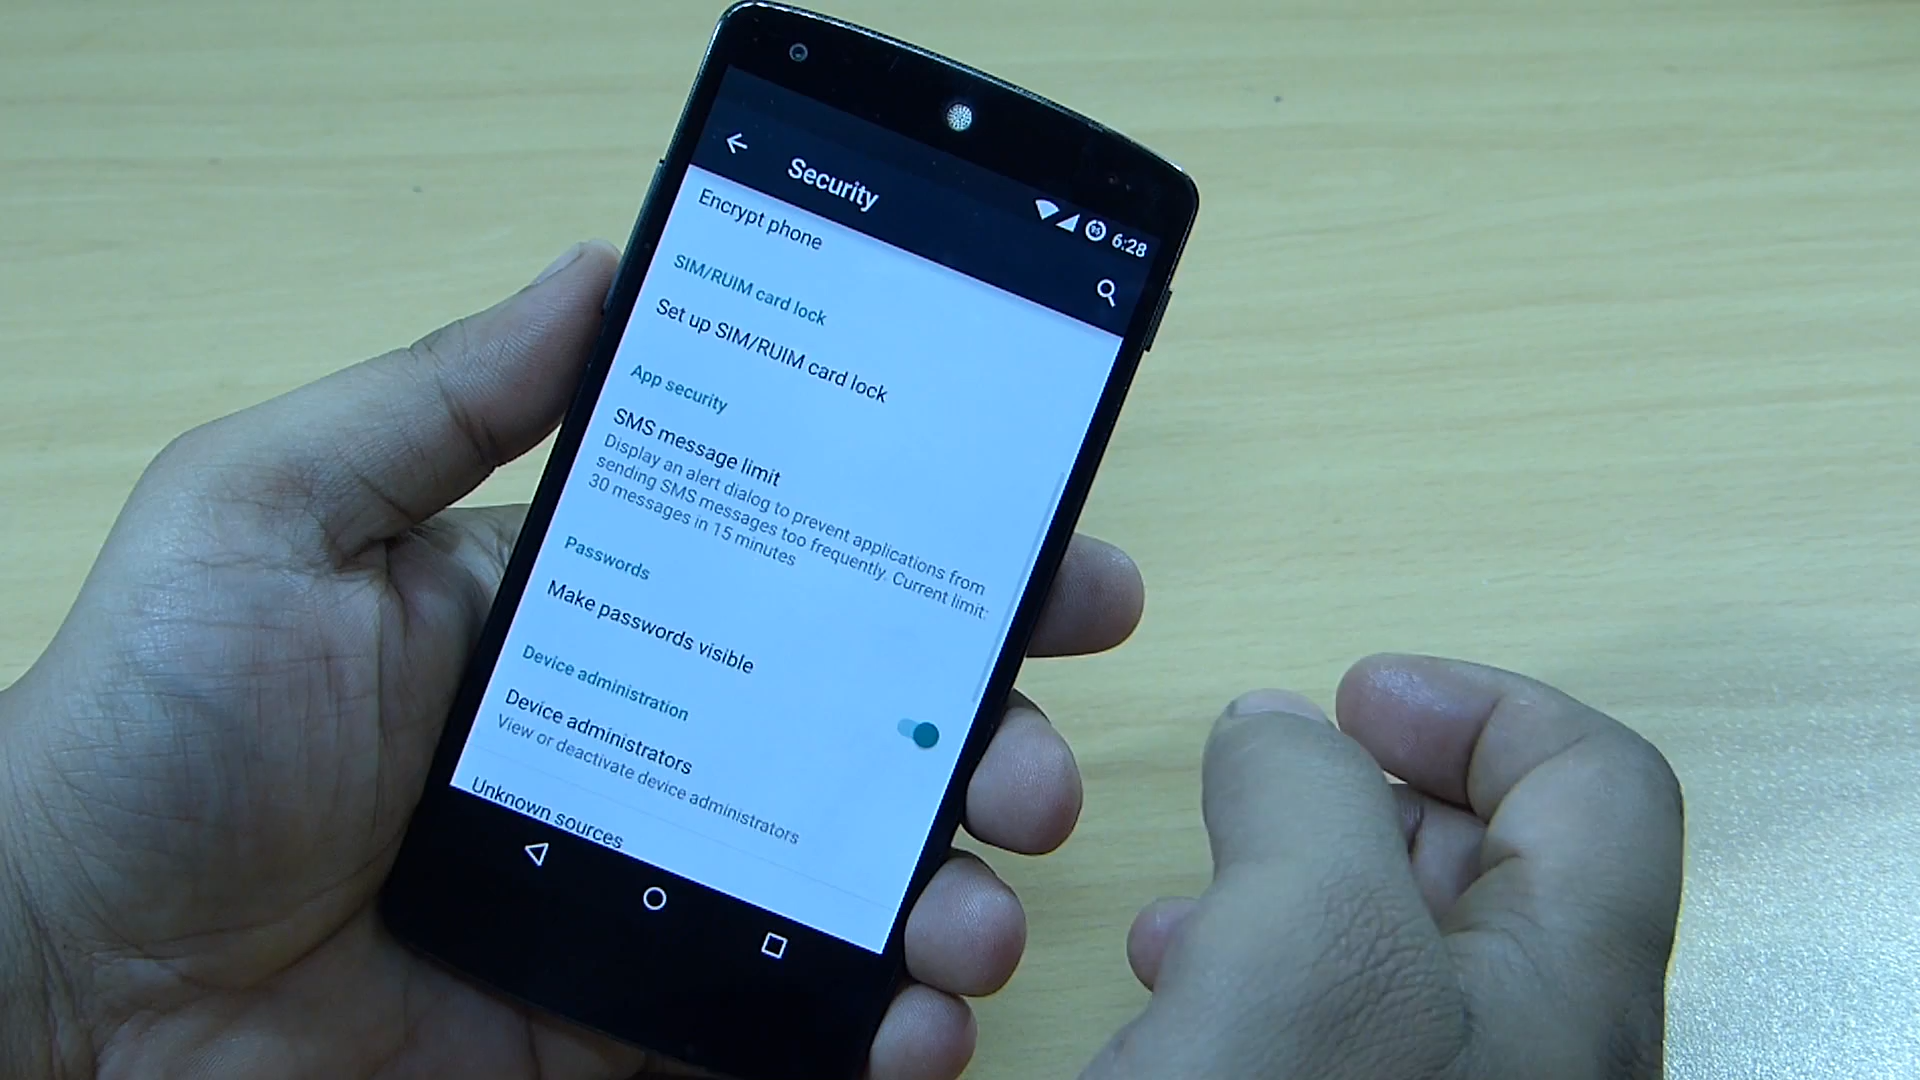 Security
95 6:28
Encrypt phone
SIM/RUIM card lock
Set up SIM/RUIM card lock
App security
SMS message limit
Display an alert dialog to prevent applications from
sending SMS messages too frequently. Current limit:
30 messages in 15 minutes
Passwords
Make passwords visible
Device administration
Device administrators
View or deactivate device administrators
Unknown sources